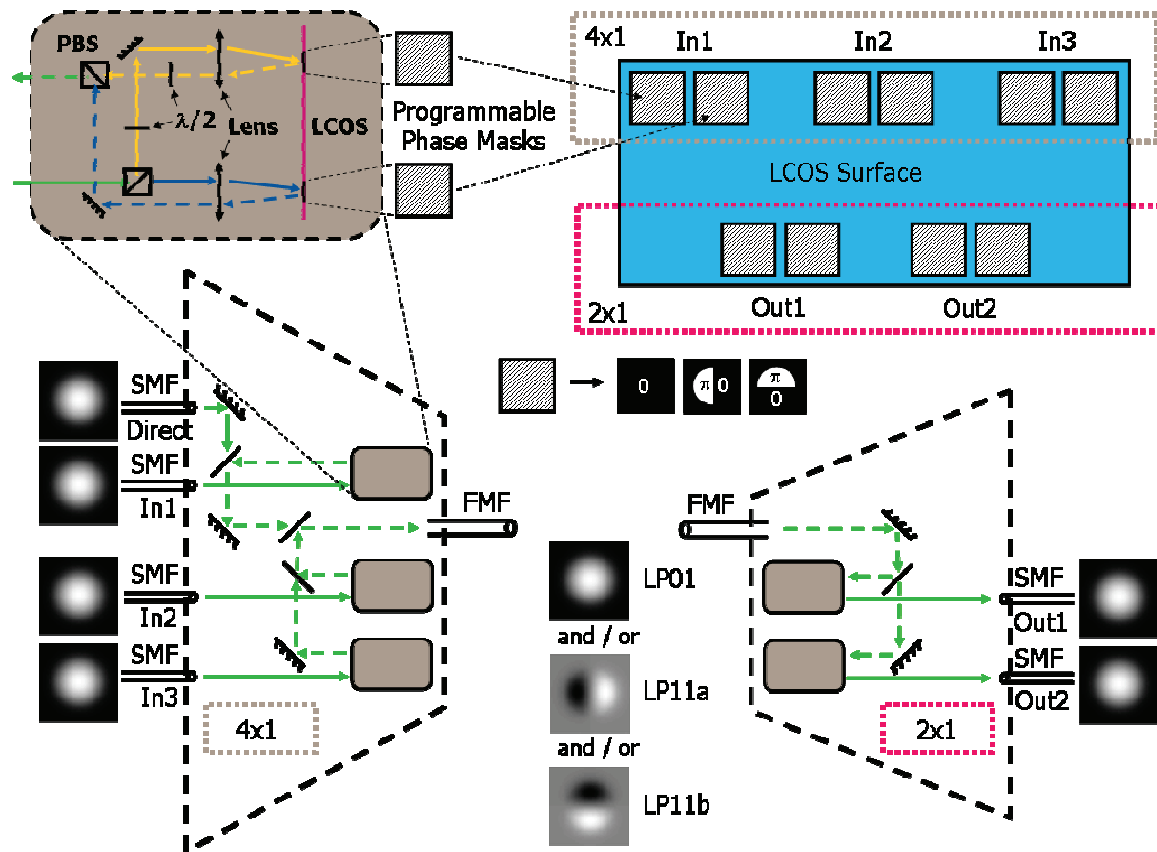 PBS
λ/2
Lens
LCOS
Programmable
Phase Masks
4x1
In1
In2
In3
LCOS Surface
2x1
Out1
Out2
SMF
Direct
SMF
In1
SMF
In2
SMF
In3
4x1
FMF
0
π 0
π
0
FMF
LP01
and / or
LP11a
and / or
LP11b
SMF
Out1
SMF
Out2
2x1